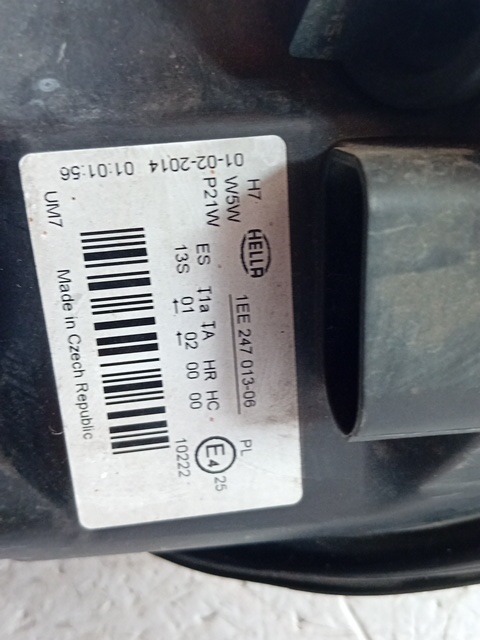 HELLA 1EE 247 013-06
H7 PL
W5W ES T1a TA HR HC E4 25
P21W 13S 01 02 00 00 10222
01-02-2014 01:01:56
UM7 Made in Czech Republic